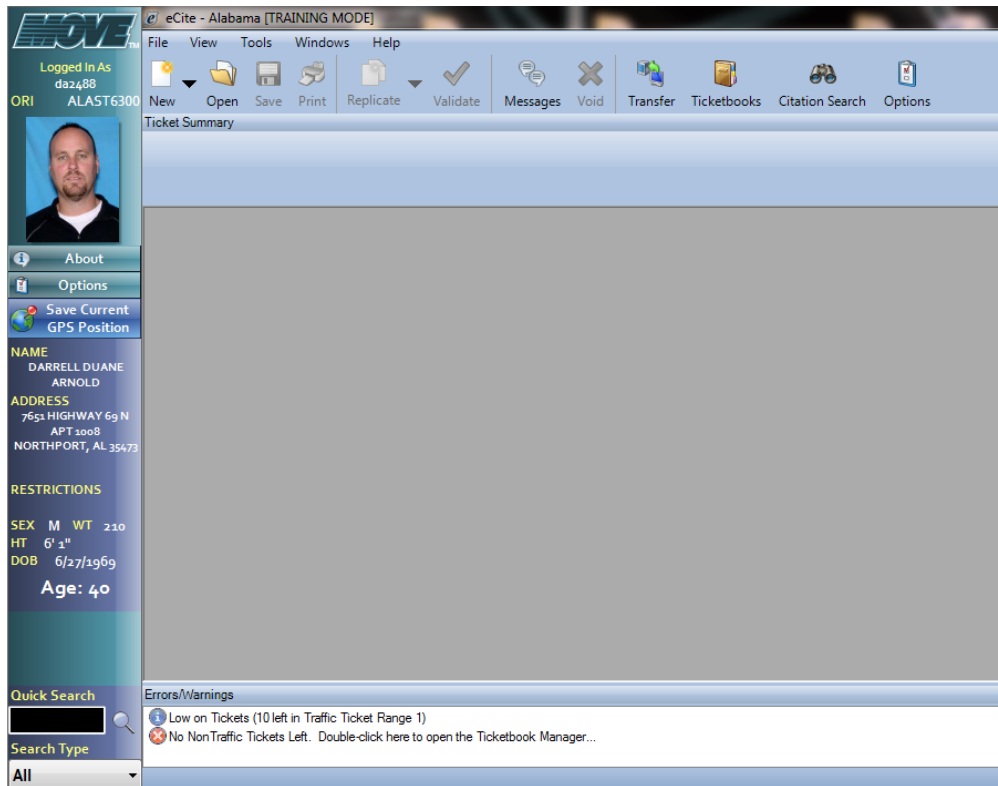 MOVE TM
Logged In As
da2488
ORI ALAST6300
About
Options
Save Current
GPS Position
NAME
DARRELL DUANE
ARNOLD
ADDRESS
7651 HIGHWAY 69 N
APT 1008
NORTHPORT, AL 35473
RESTRICTIONS
SEX M WT 210
HT 6' 1"
DOB 6/27/1969
Age: 40
Quick Search
Search Type
All
eCite - Alabama [TRAINING MODE]
File View Tools Windows Help
New Open Save Print Replicate Validate Messages Void Transfer Ticketbooks Citation Search Options
Ticket Summary
Errors/Warnings
Low on Tickets (10 left in Traffic Ticket Range 1)
No NonTraffic Tickets Left. Double-click here to open the Ticketbook Manager...